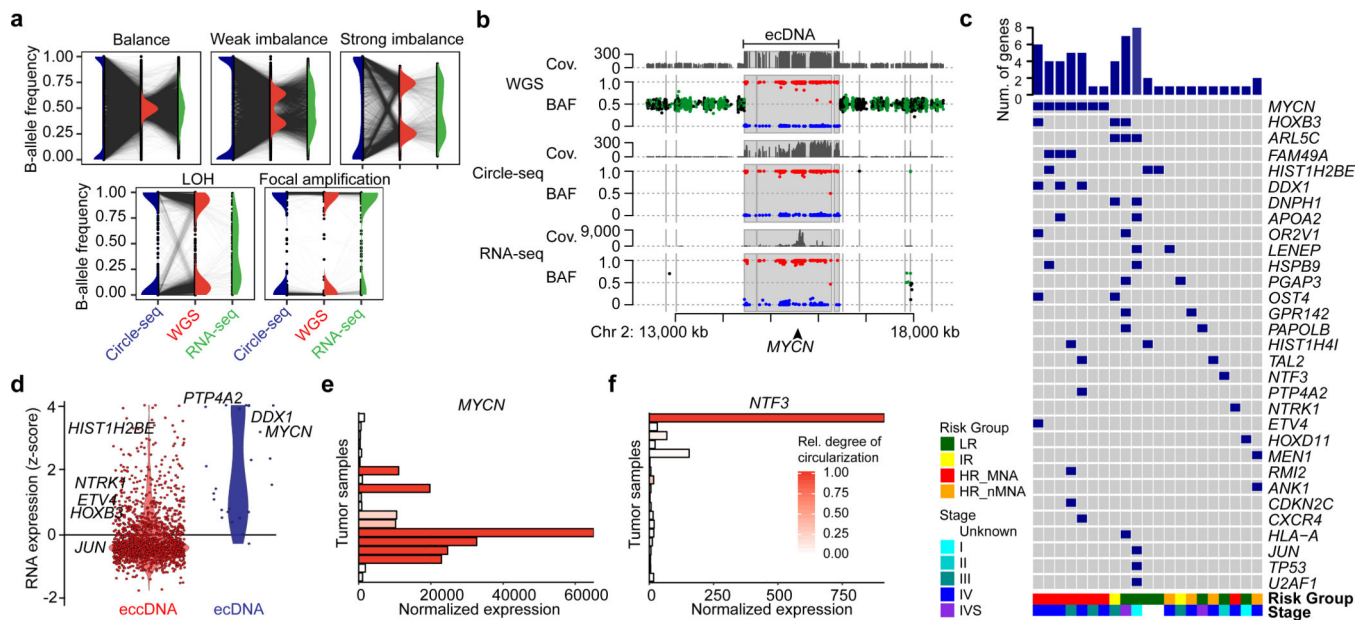 a
Balance
Weak imbalance
Strong imbalance
B-allele frequency
1.00
0.75
0.50
0.25
0.00
LOH
Focal amplification
B-allele frequency
1.00
0.75
0.50
0.25
0.00
Circle-seq
WGS
RNA-seq
Circle-seq
WGS
RNA-seq
b
ecDNA
WGS
Cov.
300
0
BAF
1.0
0.5
0
Circle-seq
Cov.
300
0
BAF
1.0
0.5
0
RNA-seq
Cov.
9,000
0
BAF
1.0
0.5
0
Chr 2: 13,000 kb
18,000 kb
MYCN
c
Num. of genes
8
6
4
2
0
MYCN
HOXB3
ARL5C
FAM49A
HIST1H2BE
DDX1
DNPH1
APOA2
OR2V1
LENEP
HSPB9
PGAP3
OST4
GPR142
PAPOLB
HIST1H4I
TAL2
NTF3
PTP4A2
NTRK1
ETV4
HOXD11
MEN1
RMI2
ANK1
CDKN2C
CXCR4
HLA-A
JUN
TP53
U2AF1
Risk Group
Stage
Risk Group
LR
IR
HR_MNA
HR_nMNA
Stage
Unknown
I
II
III
IV
IVS
d
RNA expression (z-score)
4
2
0
-2
PTP4A2
DDX1
MYCN
HIST1H2BE
NTRK1
ETV4
HOXB3
JUN
eccDNA
ecDNA
e
MYCN
Tumor samples
0
20000
40000
60000
Normalized expression
f
NTF3
Tumor samples
Rel. degree of
circularization
1.00
0.75
0.50
0.25
0.00
0
250
500
750
Normalized expression